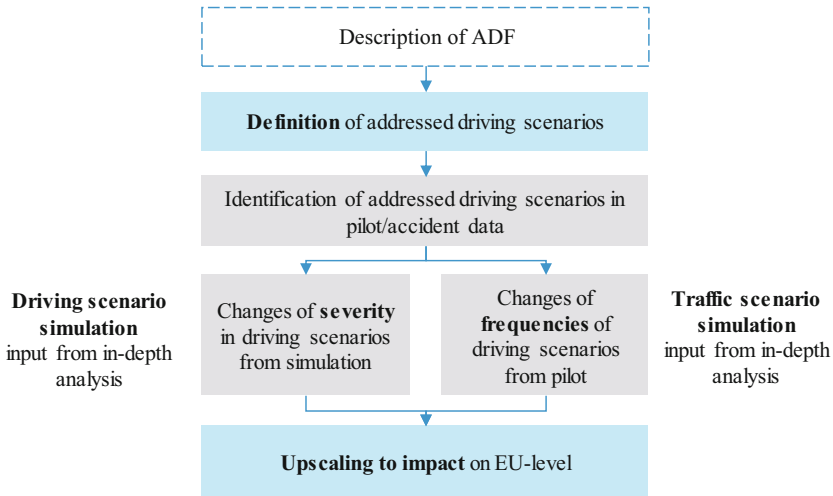 Description of ADF
Definition of addressed driving scenarios
Identification of addressed driving scenarios in
pilot/accident data
Driving scenario
simulation
input from in-depth
analysis
Changes of severity
in driving scenarios
from simulation
Changes of
frequencies of
driving scenarios
from pilot
Traffic scenario
simulation
input from in-depth
analysis
Upscaling to impact on EU-level